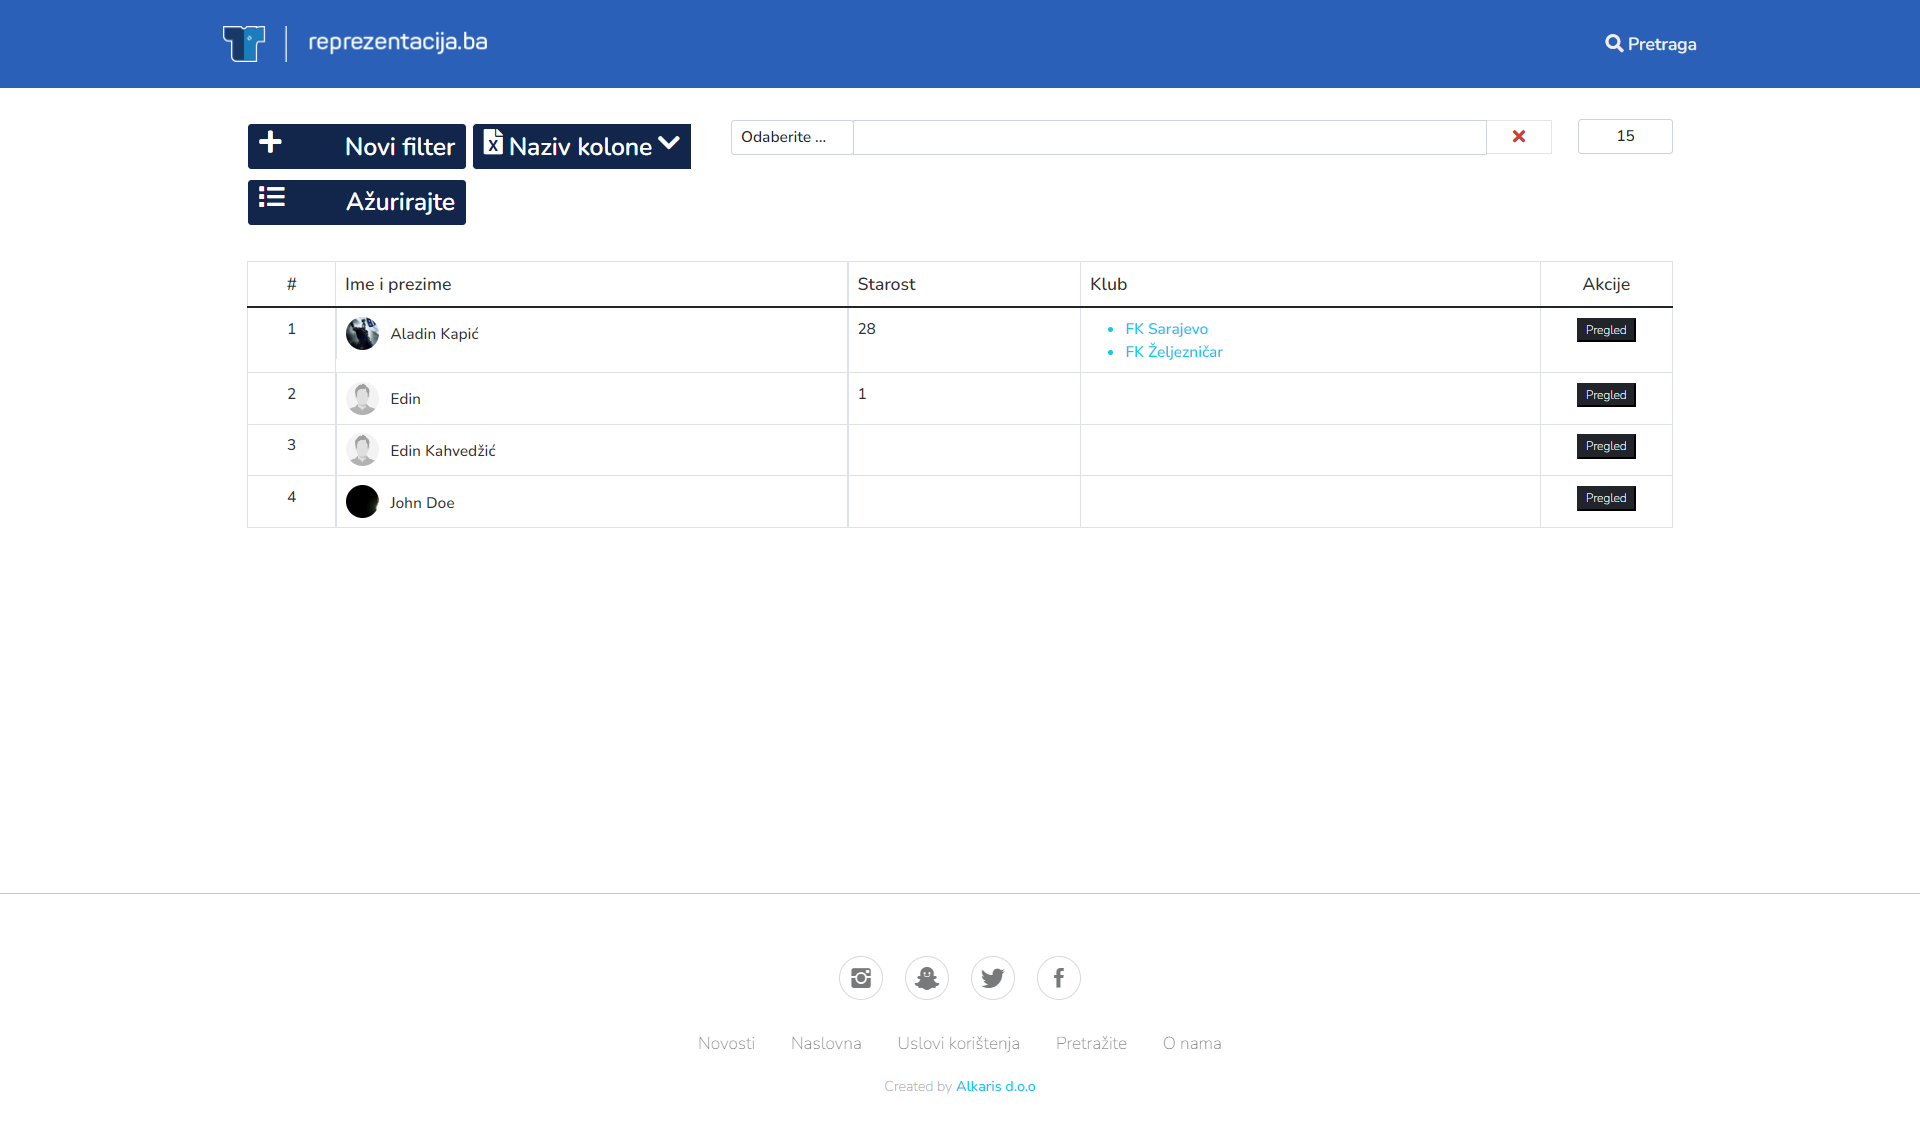 reprezentacija.ba
Pretraga
Novi filter
Naziv kolone
Odaberite ...
15
Ažurirajte
# Ime i prezime Starost Klub Akcije
1 Aladin Kapić 28 FK Sarajevo Pregled
FK Željezničar
2 Edin 1 Pregled
3 Edin Kahvedžić Pregled
4 John Doe Pregled
Novosti Naslovna Uslovi korištenja Pretražite O nama
Created by Alkaris d.o.o